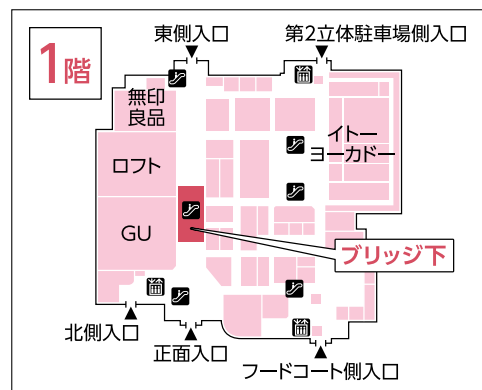 1階
東側入口
第2立体駐車場側入口
無印
良品
イトー
ヨーカドー
ロフト
GU
ブリッジ下
北側入口
正面入口
フードコート側入口